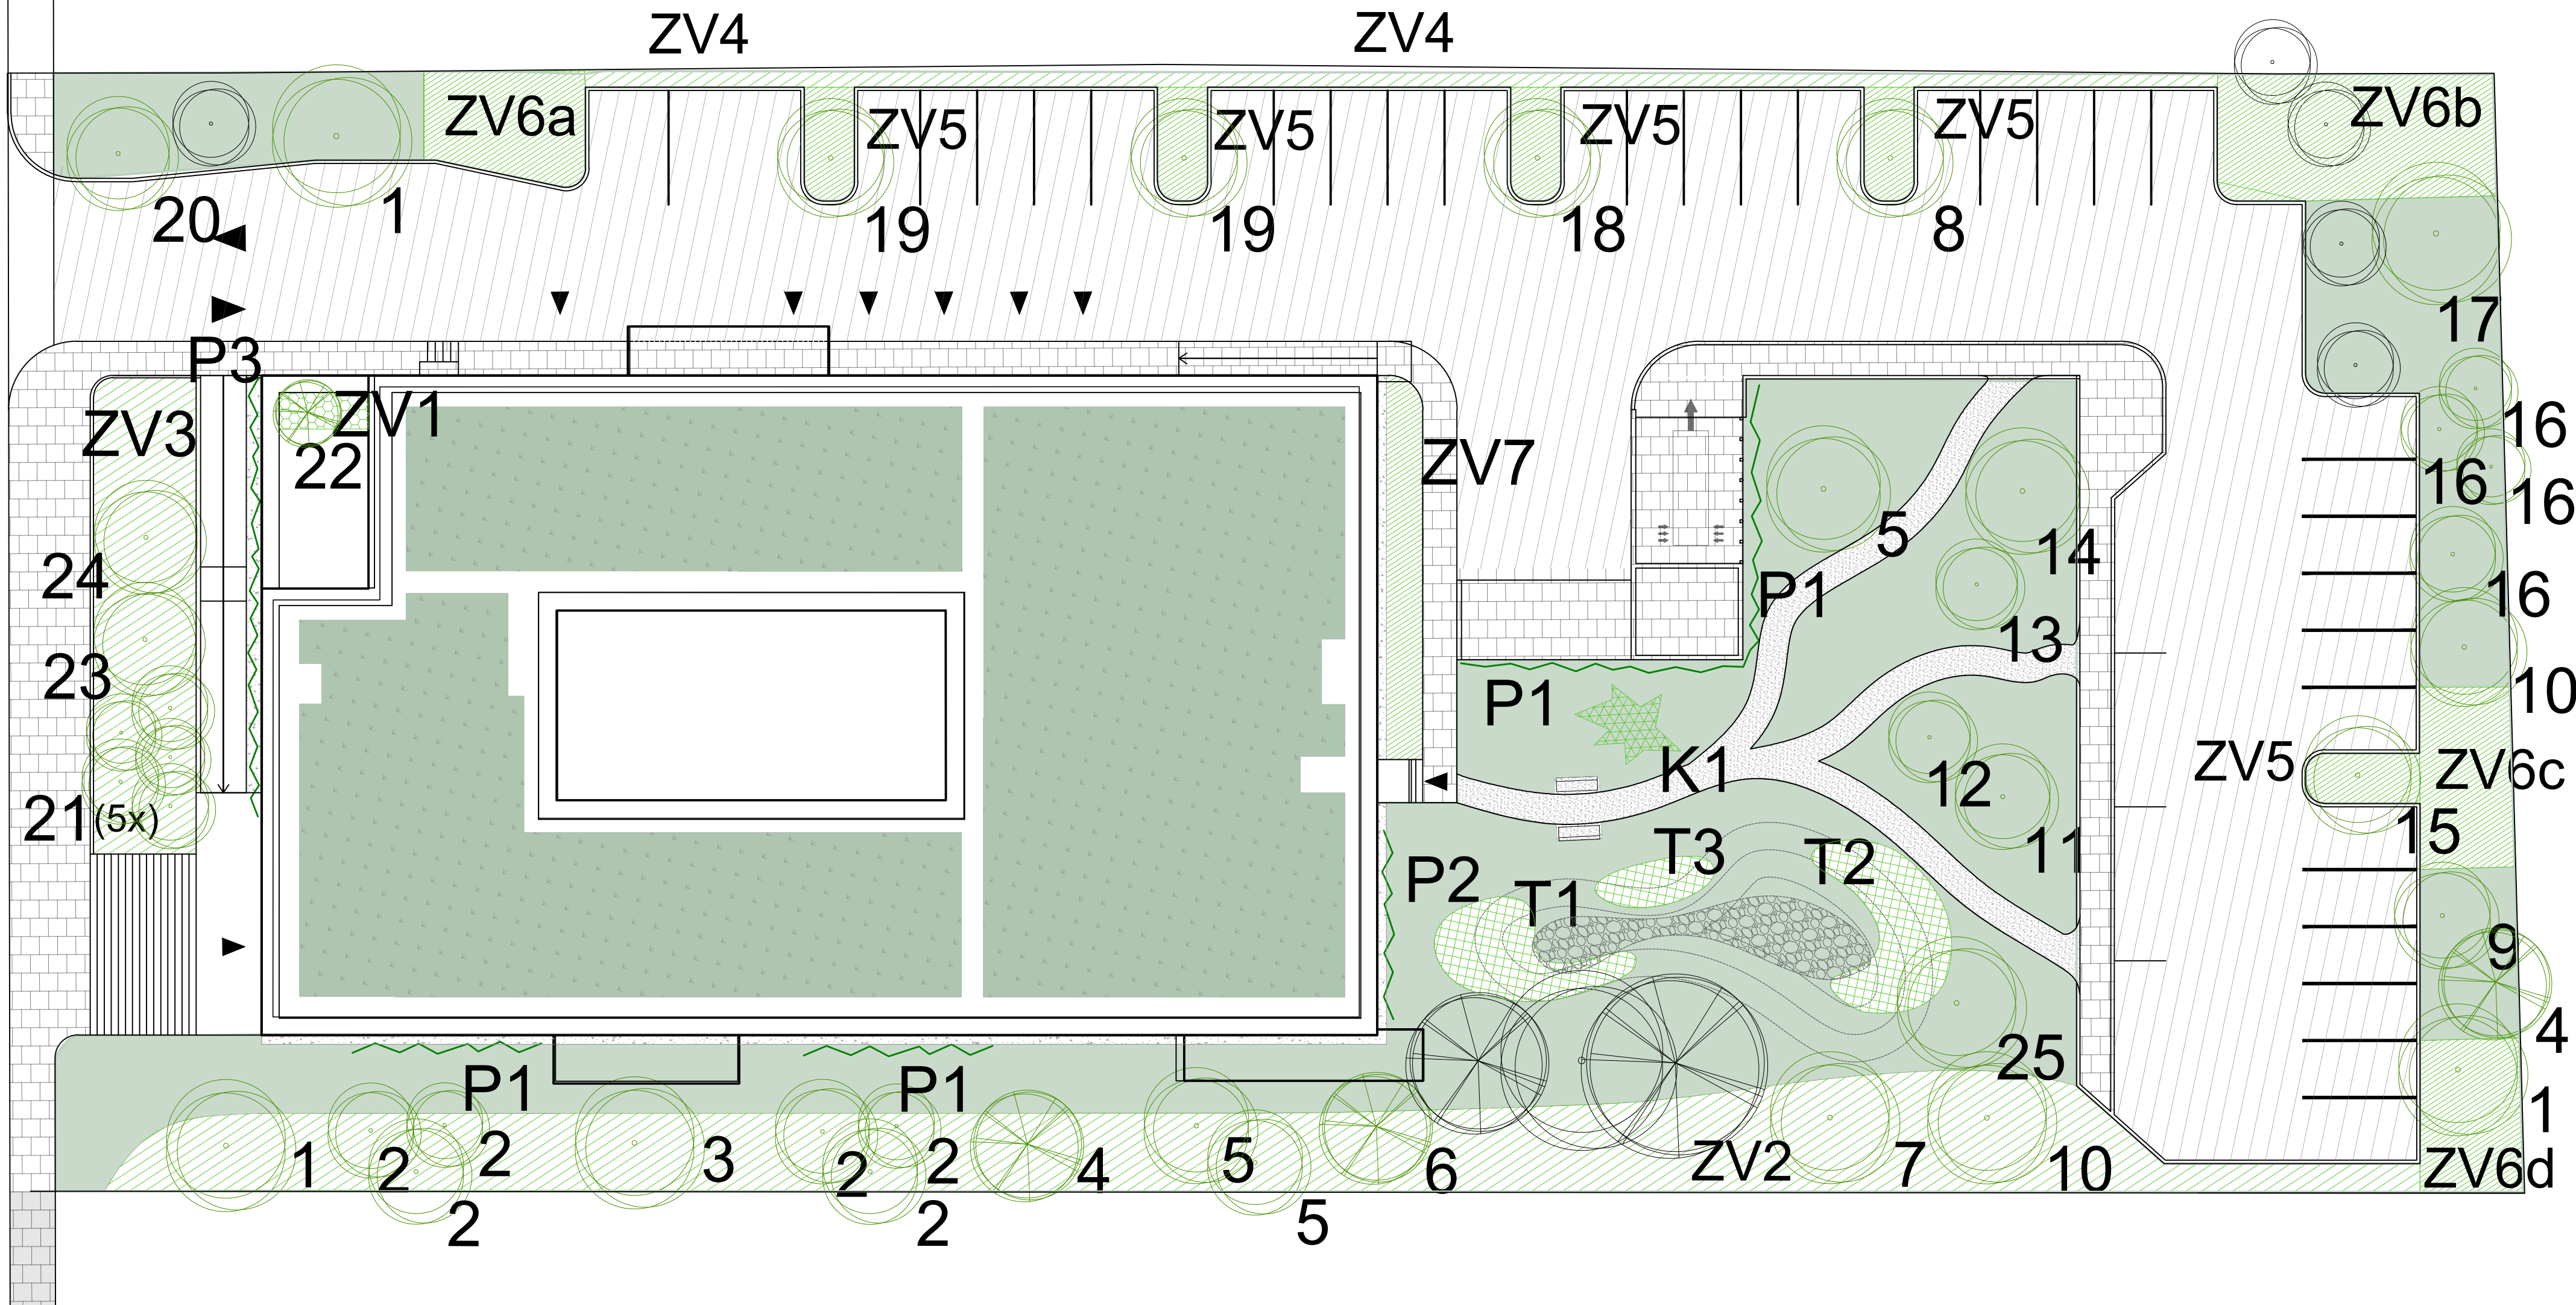 ZV4 ZV4
ZV6a ZV5 ZV5 ZV5 ZV5 ZV6b
20 1 19 19 18 8
17
P3
ZV3 ZV1 22 ZV7
16
16 16
5 14
24 P1 16
13
23 P1 10
K1 12 ZV5 ZV6c
21(5x) 15
T3 T2 11
P2 T1
9
25 4
P1 P1 1
1 2 2 3 2 2 4 5 6 ZV2 7 10 ZV6d
2 2 5